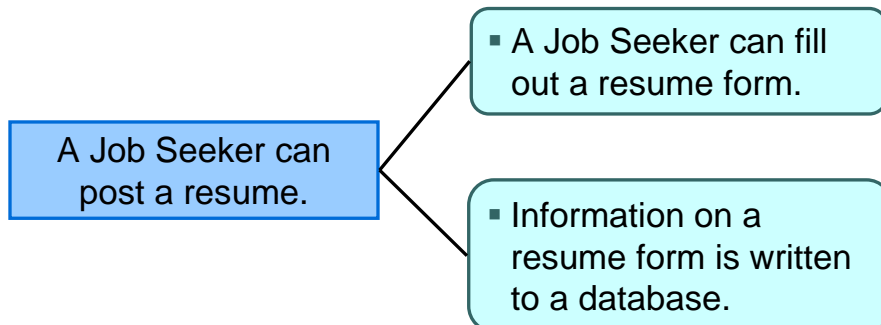 A Job Seeker can
post a resume.
▪ A Job Seeker can fill
out a resume form.
▪ Information on a
resume form is written
to a database.